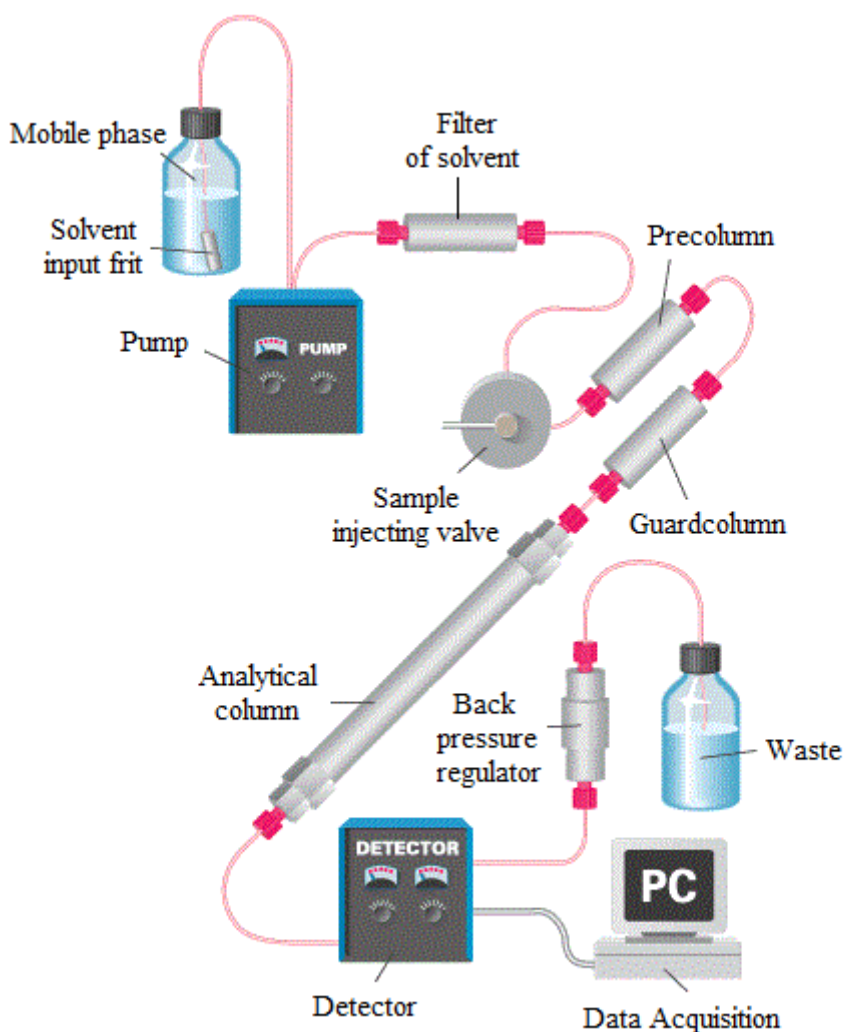 Mobile phase
Solvent
input frit
Filter
of solvent
Precolumn
Pump
PUMP
Sample
injecting valve
Guardcolumn
Analytical
column
Back
pressure
regulator
Waste
DETECTOR
PC
Detector
Data Acquisition